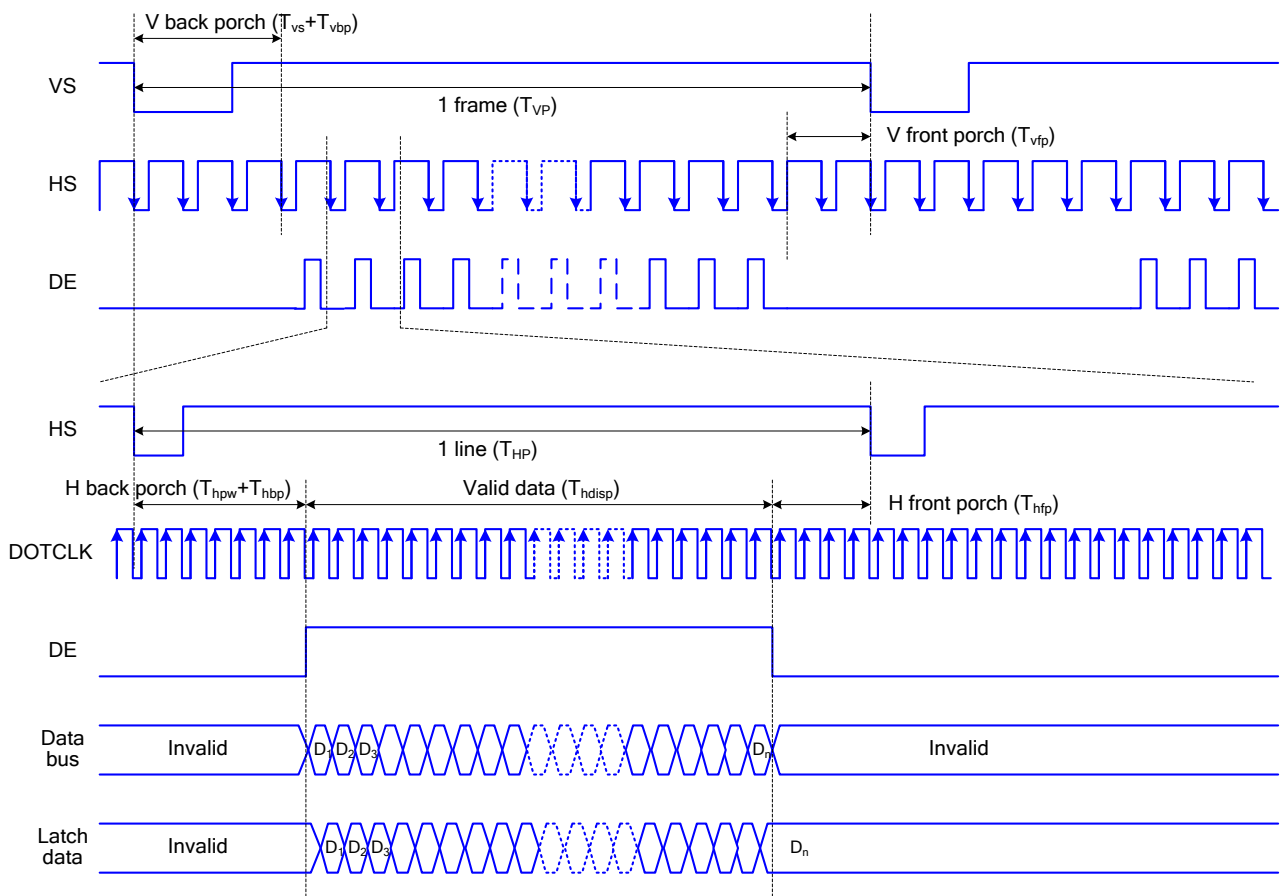 V back porch (Tvs+Tvbp)
VS
1 frame (TVP)
V front porch (Tvfp)
HS
DE
HS
1 line (THP)
H back porch (Thpw+Thbp)
Valid data (Thdisp)
H front porch (Thfp)
DOTCLK
DE
Data
bus
Invalid
D1 D2 D3
Dn
Invalid
Latch
data
Invalid
D1 D2 D3
Dn